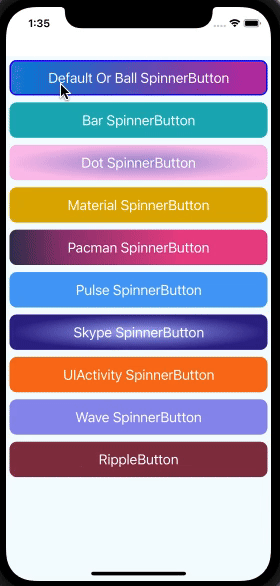 1:35
Default Or Ball SpinnerButton
Bar SpinnerButton
Dot SpinnerButton
Material SpinnerButton
Pacman SpinnerButton
Pulse SpinnerButton
Skype SpinnerButton
UIActivity SpinnerButton
Wave SpinnerButton
RippleButton